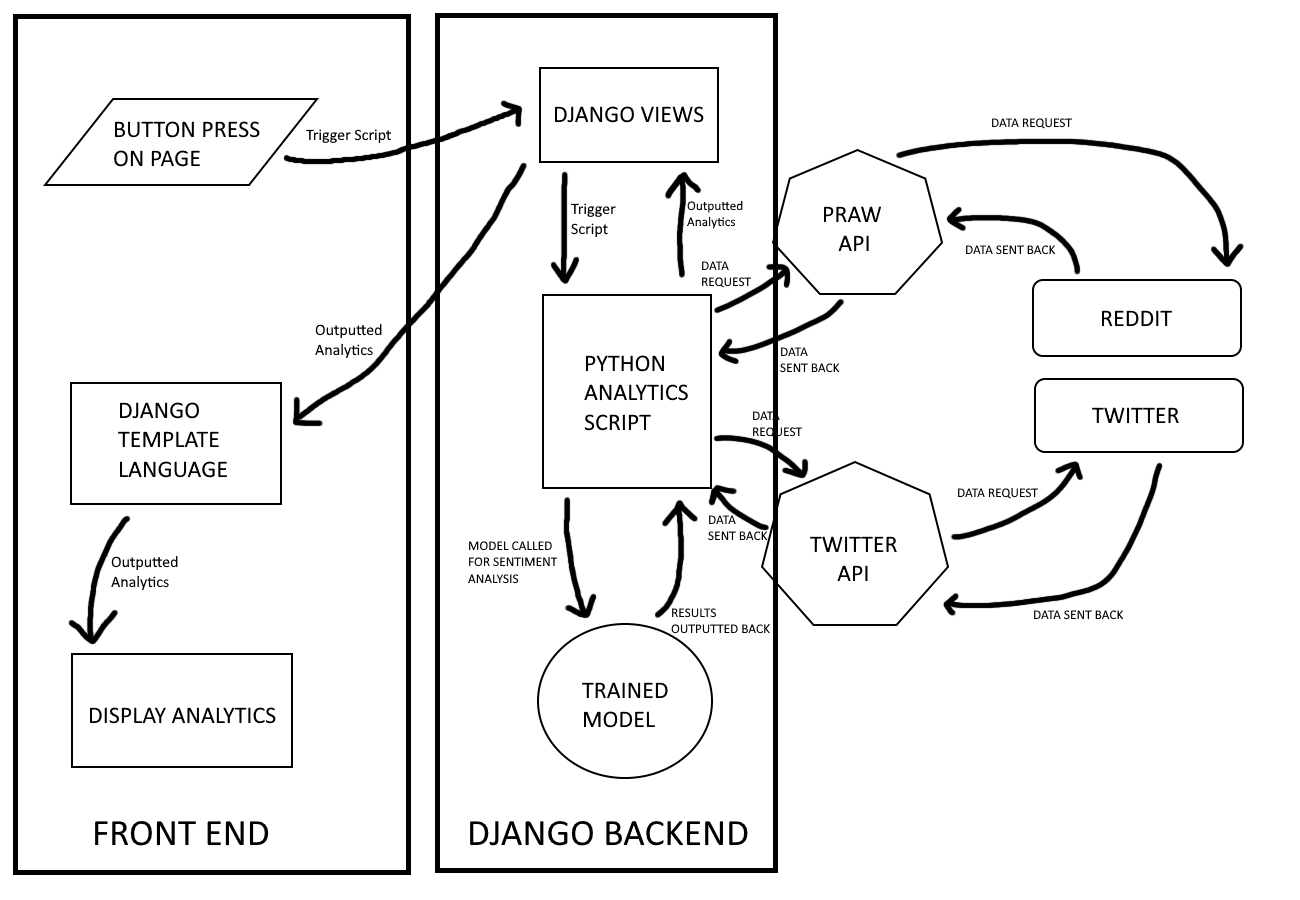 BUTTON PRESS
ON PAGE
Trigger Script
Outputted
Analytics
DJANGO
TEMPLATE
LANGUAGE
Outputted
Analytics
DISPLAY ANALYTICS
FRONT END
DJANGO VIEWS
Trigger
Script
Outputted
Analytics
PYTHON
ANALYTICS
SCRIPT
DATA
REQUEST
DATA
SENT BACK
DATA
REQUEST
DATA
SENT BACK
MODEL CALLED
FOR SENTIMENT
ANALYSIS
RESULTS
OUTPUTTED BACK
TRAINED
MODEL
DJANGO BACKEND
PRAW
API
DATA REQUEST
DATA SENT BACK
REDDIT
TWITTER
TWITTER
API
DATA REQUEST
DATA SENT BACK